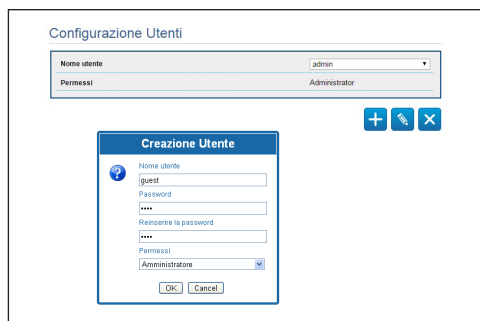 Configurazione Utenti
Nome utente admin
Permessi Administrator
Creazione Utente
Nome utente
guest
Password
••••
Reinserire la password
••••
Permessi
Amministratore
OK Cancel